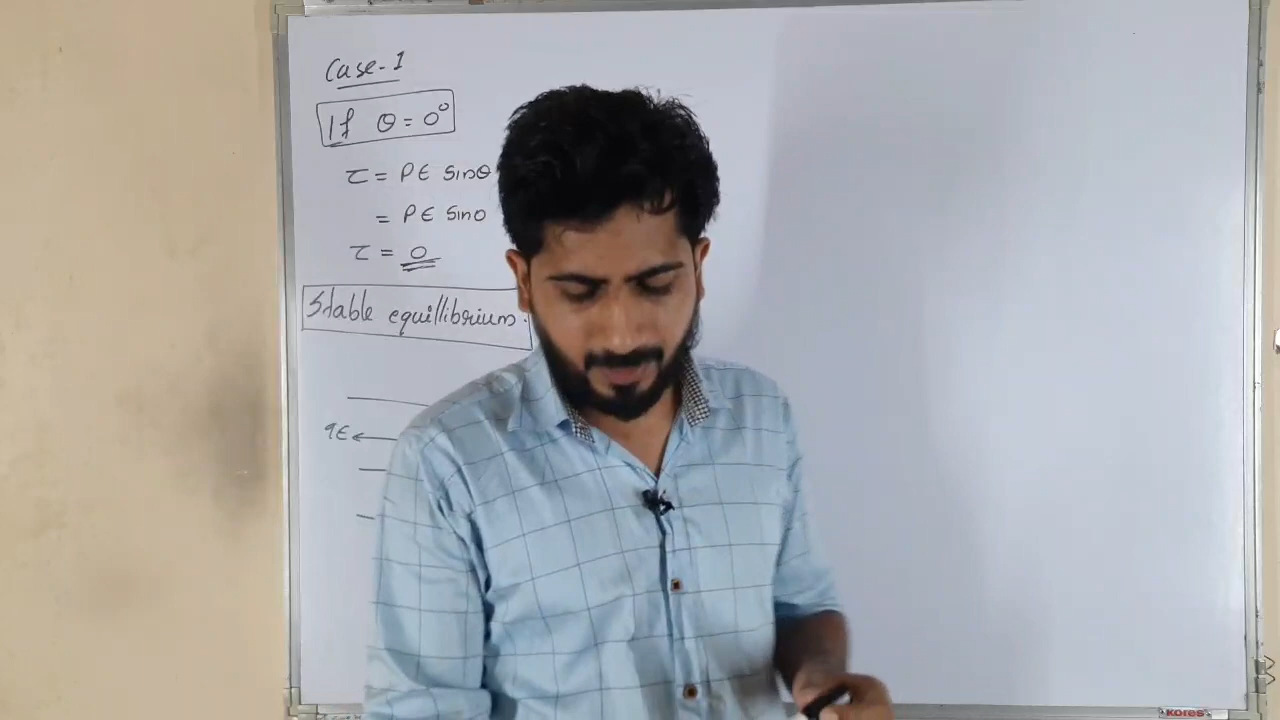 Case-1
If θ = 0°
τ = PE Sinθ
= PE Sin0
τ = 0
Stable equillibrium.
qE
KORES